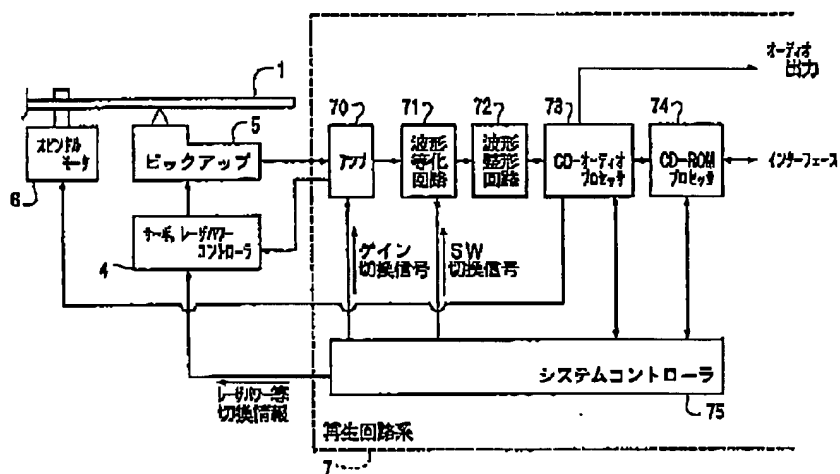 オーディオ
出力
1
70
71
72
73
74
5
スピンドル
モータ
ピックアップ
アンプ
波形
等化
回路
波形
整形
回路
CD-オーディオ
プロセッサ
CD-ROM
プロセッサ
インターフェース
6
サーボ,レーザパワー
コントローラ
4
ゲイン
切換信号
SW
切換信号
システムコントローラ
レーザパワー等
切換情報
75
再生回路系
7